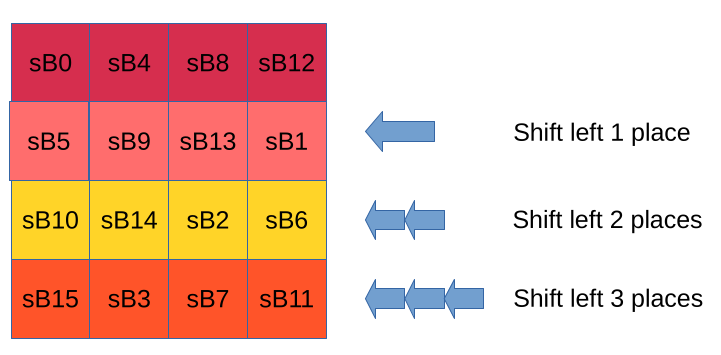 sB0 sB4 sB8 sB12
sB5 sB9 sB13 sB1 Shift left 1 place
sB10 sB14 sB2 sB6 Shift left 2 places
sB15 sB3 sB7 sB11 Shift left 3 places